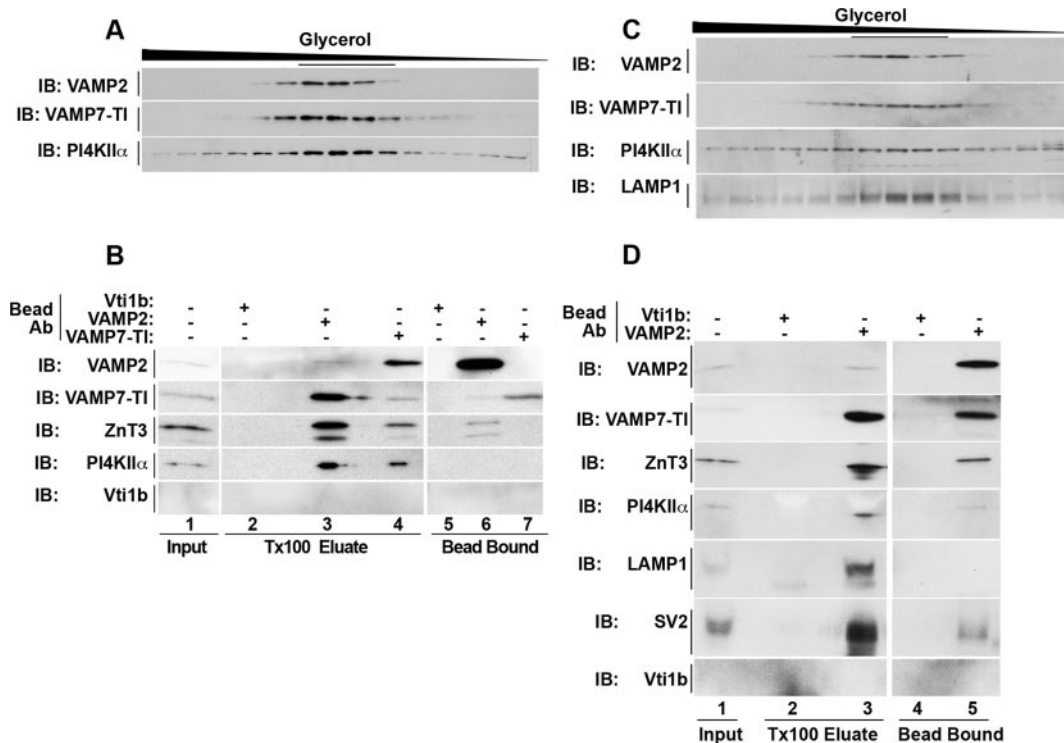 A
Glycerol
IB: VAMP2
IB: VAMP7-TI
IB: PI4KIIα
B
Bead Ab
Vti1b: - + - - + - -
VAMP2: - - + - - + -
VAMP7-TI: - - - + - - +
IB: VAMP2
IB: VAMP7-TI
IB: ZnT3
IB: PI4KIIα
IB: Vti1b
1 2 3 4 5 6 7
Input Tx100 Eluate Bead Bound
C
Glycerol
IB: VAMP2
IB: VAMP7-TI
IB: PI4KIIα
IB: LAMP1
D
Bead Ab
Vti1b: - + - + -
VAMP2: - - + - +
IB: VAMP2
IB: VAMP7-TI
IB: ZnT3
IB: PI4KIIα
IB: LAMP1
IB: SV2
IB: Vti1b
1 2 3 4 5
Input Tx100 Eluate Bead Bound